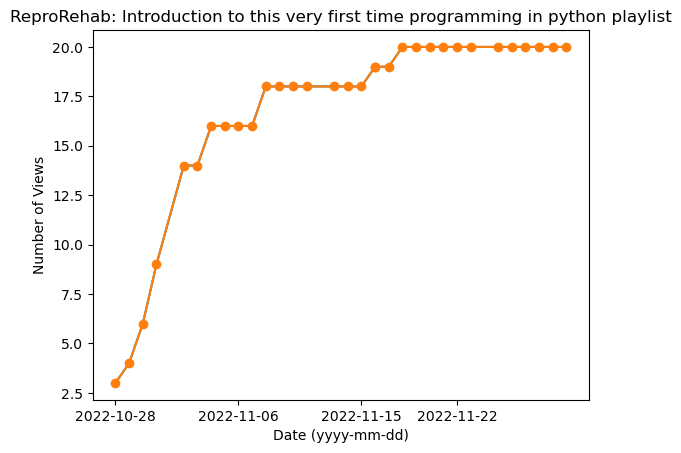 ReproRehab: Introduction to this very first time programming in python playlist
20.0
17.5
15.0
12.5
10.0
7.5
5.0
2.5
Number of Views
2022-10-28 2022-11-06 2022-11-15 2022-11-22
Date (yyyy-mm-dd)